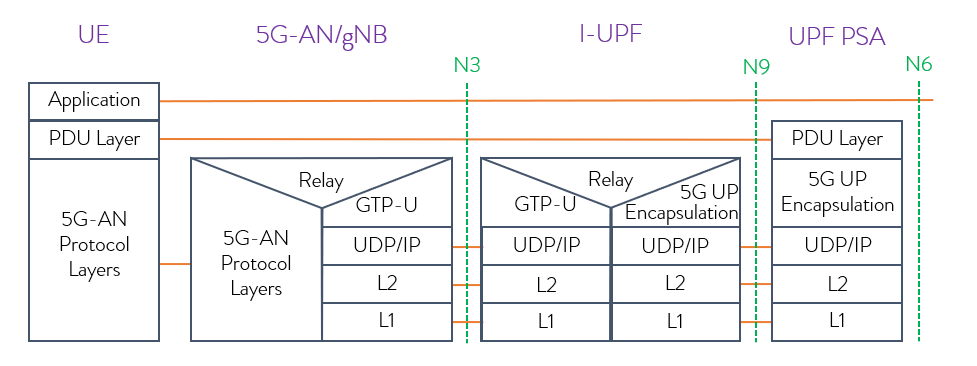 UE
5G-AN/gNB
I-UPF
UPF PSA
N3
N9
N6
Application
PDU Layer
PDU Layer
5G-AN
Protocol
Layers
Relay
5G-AN
Protocol
Layers
GTP-U
UDP/IP
L2
L1
Relay
GTP-U
UDP/IP
L2
L1
5G UP
Encapsulation
UDP/IP
L2
L1
5G UP
Encapsulation
UDP/IP
L2
L1